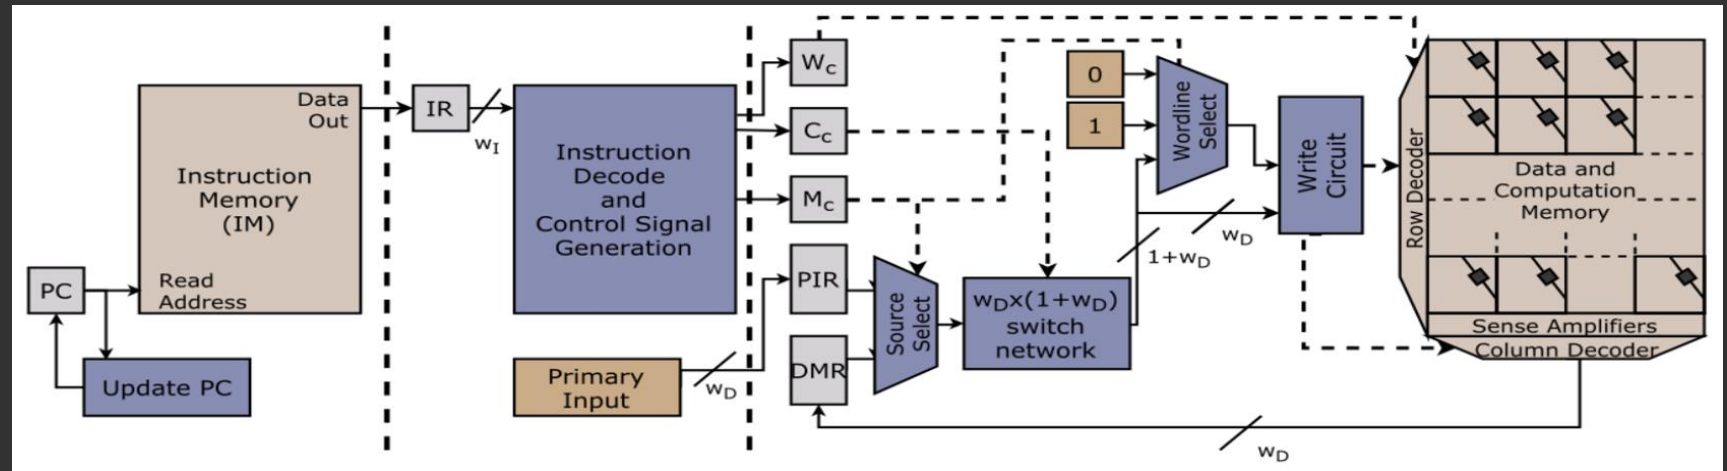 PC
Update PC
Data
Out
Instruction
Memory
(IM)
Read
Address
IR
wI
Instruction
Decode
and
Control Signal
Generation
Primary
Input
wD
Wc
Cc
Mc
PIR
DMR
Source
Select
wDx(1+wD)
switch
network
0
1
Wordline
Select
1+wD
wD
Write
Circuit
Row Decoder
Data and
Computation
Memory
Sense Amplifiers
Column Decoder
wD